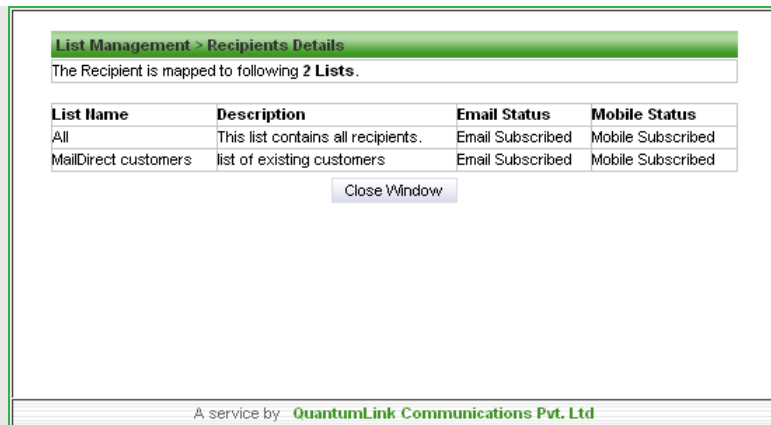 List Management > Recipients Details
The Recipient is mapped to following 2 Lists.
List Name Description Email Status Mobile Status
All This list contains all recipients. Email Subscribed Mobile Subscribed
MailDirect customers list of existing customers Email Subscribed Mobile Subscribed
Close Window
A service by QuantumLink Communications Pvt. Ltd